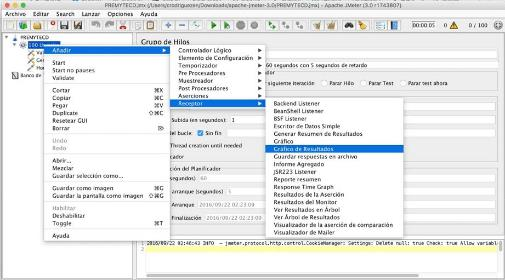 PREMYTECD.jmx (/Users/crodriguezen/Downloads/apache-jmeter-3.0/PREMYTECD.jmx) - Apache JMeter (3.0 r1743807)
Archivo Editar Search Lanzar Opciones Ayuda
00:00:05 0 0 / 100
PREMYTECD
100
Banco de
Añadir
Start
Start no pauses
Validate
Cortar ⌘X
Copiar ⌘C
Pegar ⌘V
Duplicate ⇧⌘C
Resetear GUI
Borrar
Undo
Redo
Abrir...
Mezclar
Guardar selección como...
Guardar como imagen ⌘G
Guardar la pantalla como imagen ⇧⌘G
Habilitar
Deshabilitar
Toggle ⌘T
Ayuda
Controlador Lógico
Elemento de Configuración
Temporizador
Pre Procesadores
Muestreador
Post Processors
Aserciones
Receptor
Backend Listener
BeanShell Listener
BSF Listener
Escritor de Datos Simple
Generar Resumen de Resultados
Gráfico
Gráfico de Resultados
Guardar respuestas en archivo
Informe Agregado
JSR223 Listener
Reporte resumen
Response Time Graph
Resultados de la Aserción
Resultados del Monitor
Ver Resultados en Árbol
Ver Árbol de Resultados
Visualizador de la aserción de comparación
Visualizador de Mailer
Grupo de Hilos
60 segundos con 5 segundos de retardo
siguiente iteración Parar Hilo Parar Test Parar test ahora
Subida (en segundos): 1
del bucle: Sin fin
Thread creation until needed
cador
ción del Planificador
segundos) 60
arranque (segundos) 5
Arranque 2016/09/22 02:23:09
Finalización 2016/09/22 02:23:09
2016/09/22 02:46:43 INFO - jmeter.protocol.http.control.CookieManager: Settings: Delete null: true Check: true Allow variabl